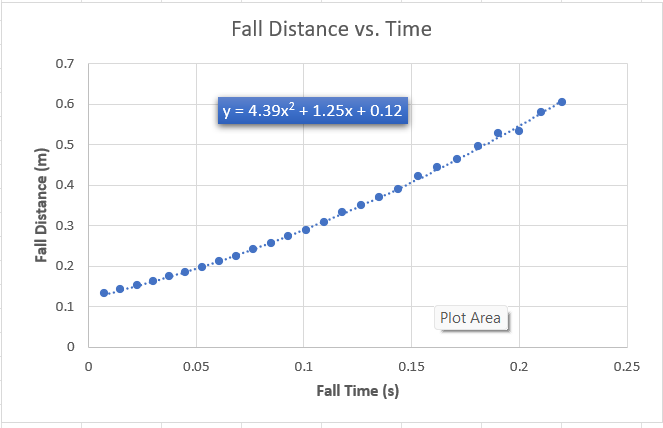 Fall Distance vs. Time
0.7
0.6
y = 4.39x² + 1.25x + 0.12
0.5
0.4
Fall Distance (m)
0.3
0.2
0.1
Plot Area
0
0 0.05 0.1 0.15 0.2 0.25
Fall Time (s)